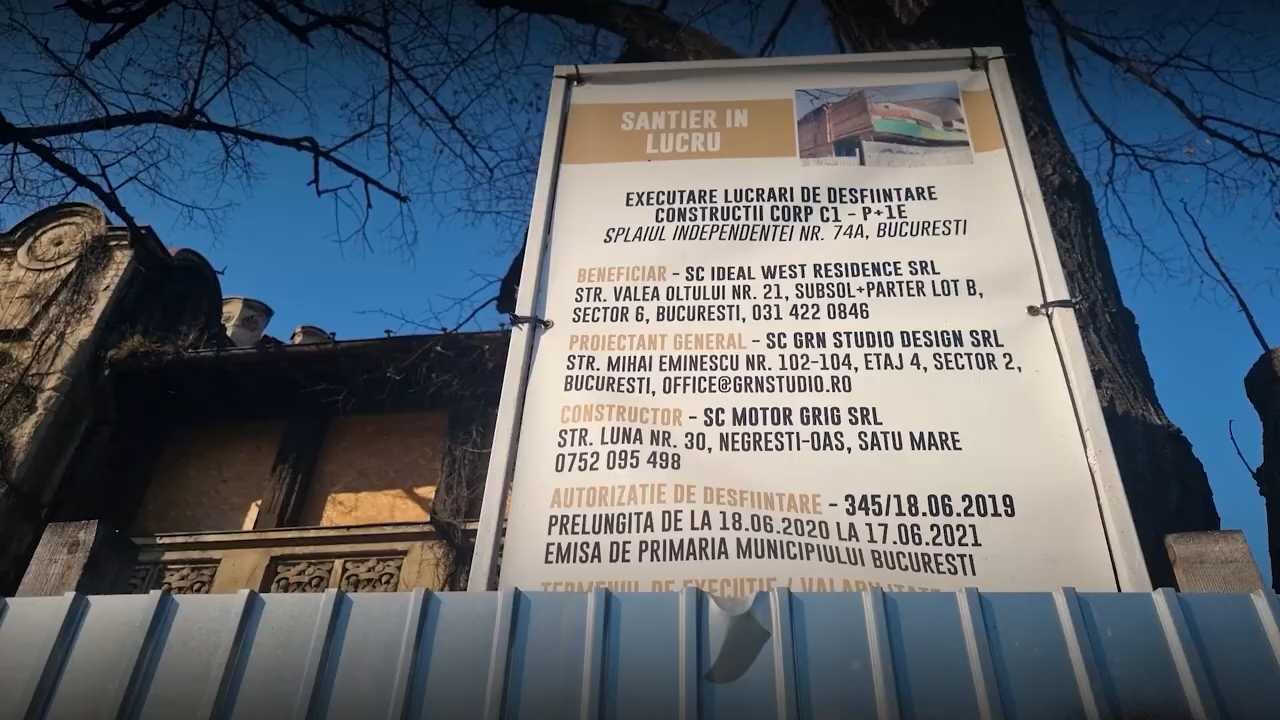 SANTIER IN
LUCRU
EXECUTARE LUCRARI DE DESFIINTARE
CONSTRUCTII CORP C1 - P+1E
SPLAIUL INDEPENDENTEI NR. 74A, BUCURESTI
BENEFICIAR - SC IDEAL WEST RESIDENCE SRL
STR. VALEA OLTULUI NR. 21, SUBSOL+PARTER LOT B,
SECTOR 6, BUCURESTI, 031 422 0846
PROIECTANT GENERAL - SC GRN STUDIO DESIGN SRL
STR. MIHAI EMINESCU NR. 102-104, ETAJ 4, SECTOR 2,
BUCURESTI, OFFICE@GRNSTUDIO.RO
CONSTRUCTOR - SC MOTOR GRIG SRL
STR. LUNA NR. 30, NEGRESTI-OAS, SATU MARE
0752 095 498
AUTORIZATIE DE DESFIINTARE - 345/18.06.2019
PRELUNGITA DE LA 18.06.2020 LA 17.06.2021
EMISA DE PRIMARIA MUNICIPIULUI BUCURESTI
TERMENUL DE EXECUTIE / VALABILITATE